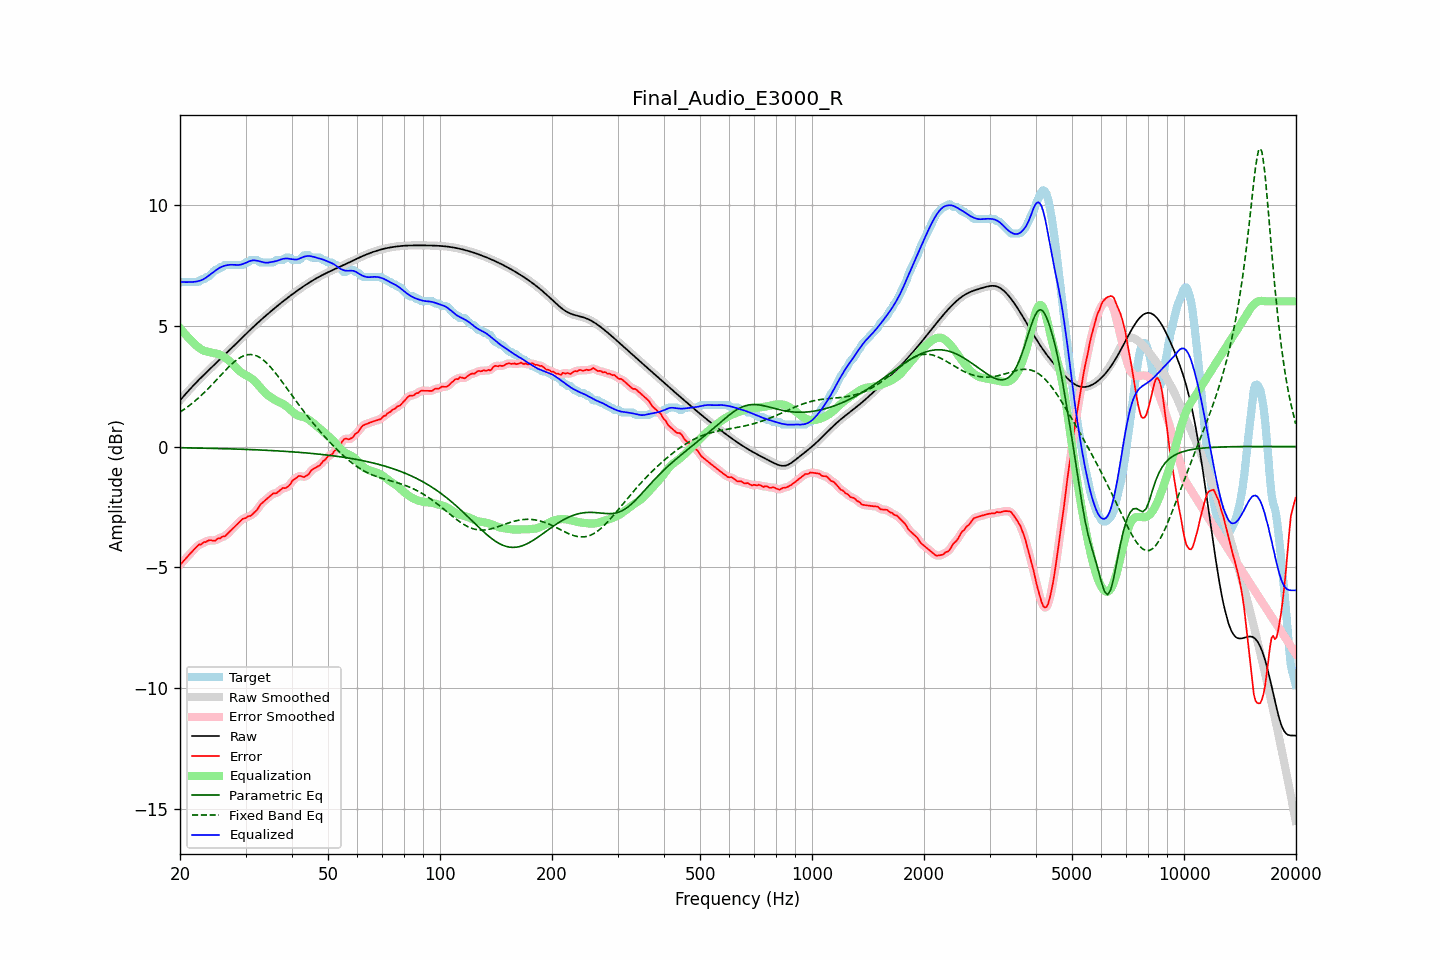 Final_Audio_E3000_R
Amplitude (dBr)
10
5
0
−5
−10
−15
Target
Raw Smoothed
Error Smoothed
Raw
Error
Equalization
Parametric Eq
Fixed Band Eq
Equalized
20 50 100 200 500 1000 2000 5000 10000 20000
Frequency (Hz)